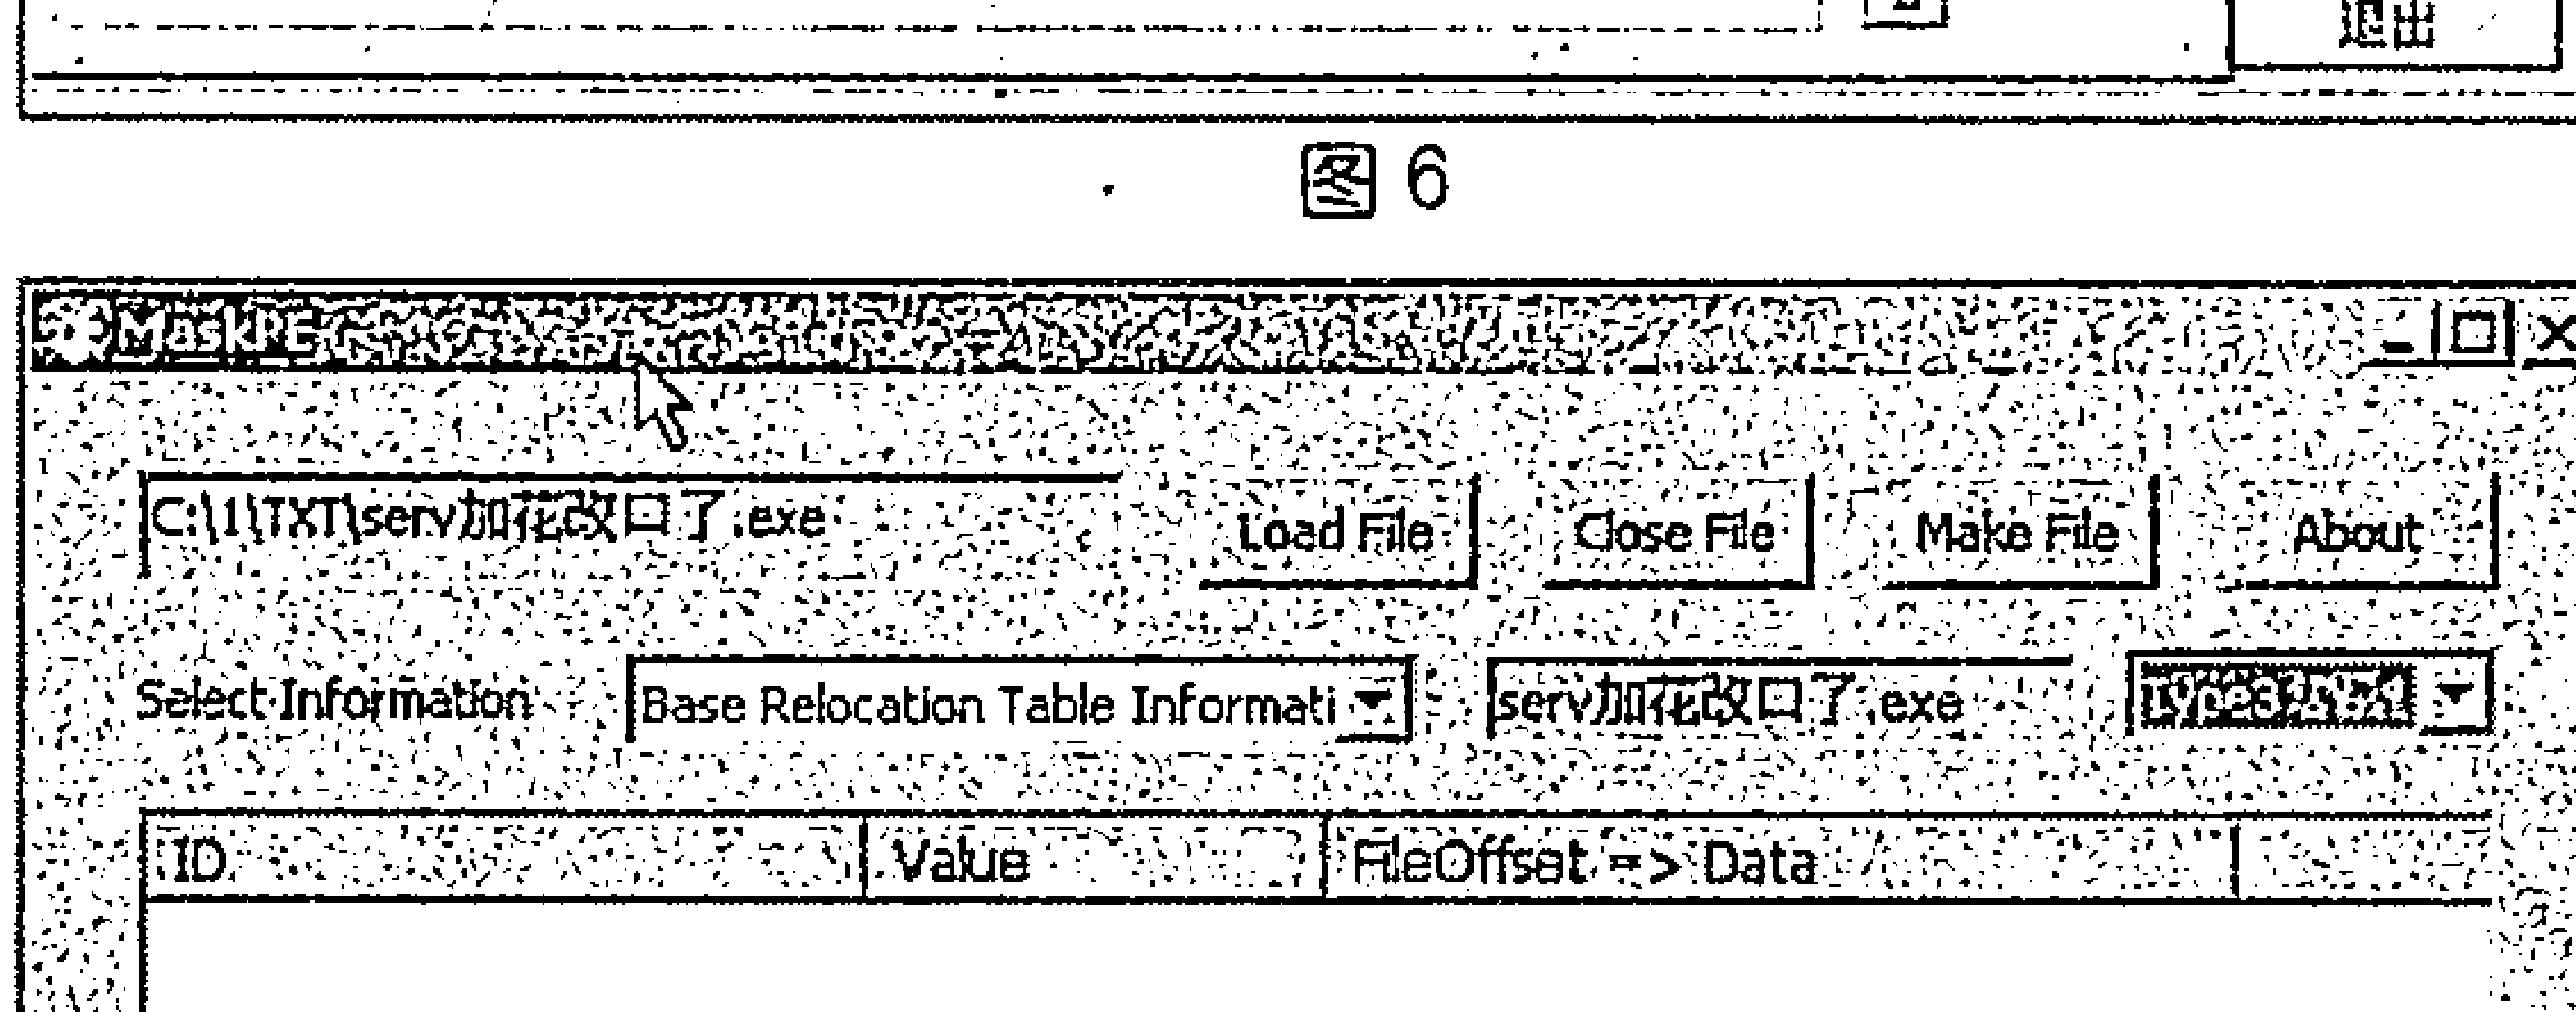 退出
图 6
MaskPE
C:\1\TXT\serv加花改口了.exe
Load File
Close File
Make File
About
Select Information
Base Relocation Table Informati
serv加花改口了.exe
ID
Value
FileOffset => Data